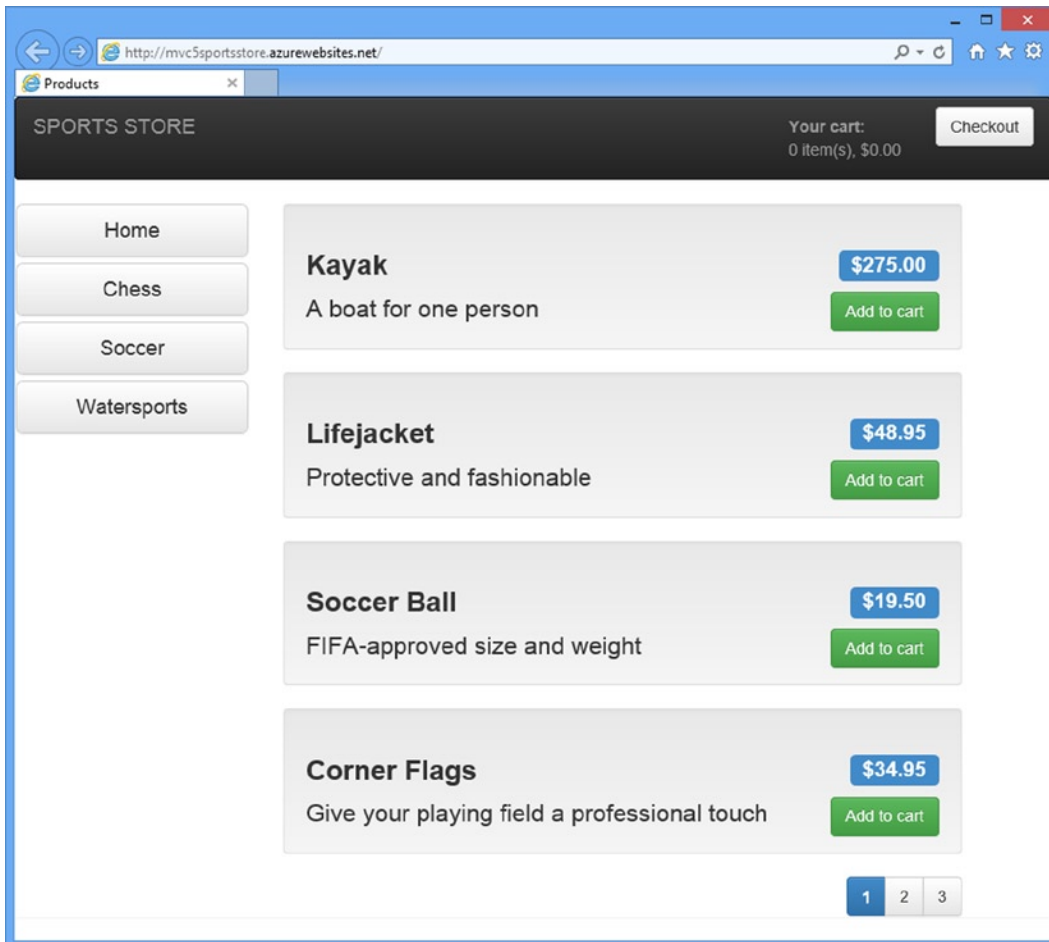 http://mvc5sportsstore.azurewebsites.net/
Products
SPORTS STORE
Your cart:
0 item(s), $0.00
Checkout
Home
Chess
Soccer
Watersports
Kayak
$275.00
A boat for one person
Add to cart
Lifejacket
$48.95
Protective and fashionable
Add to cart
Soccer Ball
$19.50
FIFA-approved size and weight
Add to cart
Corner Flags
$34.95
Give your playing field a professional touch
Add to cart
1 2 3